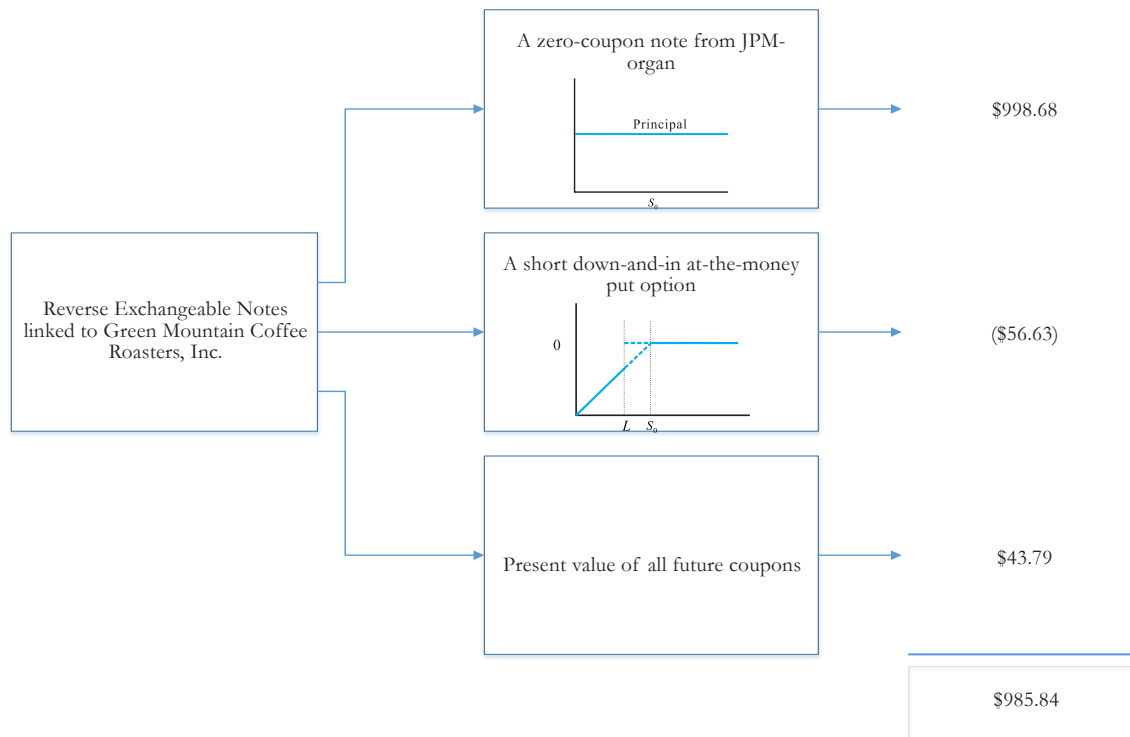 A zero-coupon note from JPM-
organ
Principal
S₀
$998.68
Reverse Exchangeable Notes
linked to Green Mountain Coffee
Roasters, Inc.
A short down-and-in at-the-money
put option
0
L S₀
($56.63)
Present value of all future coupons
$43.79
$985.84